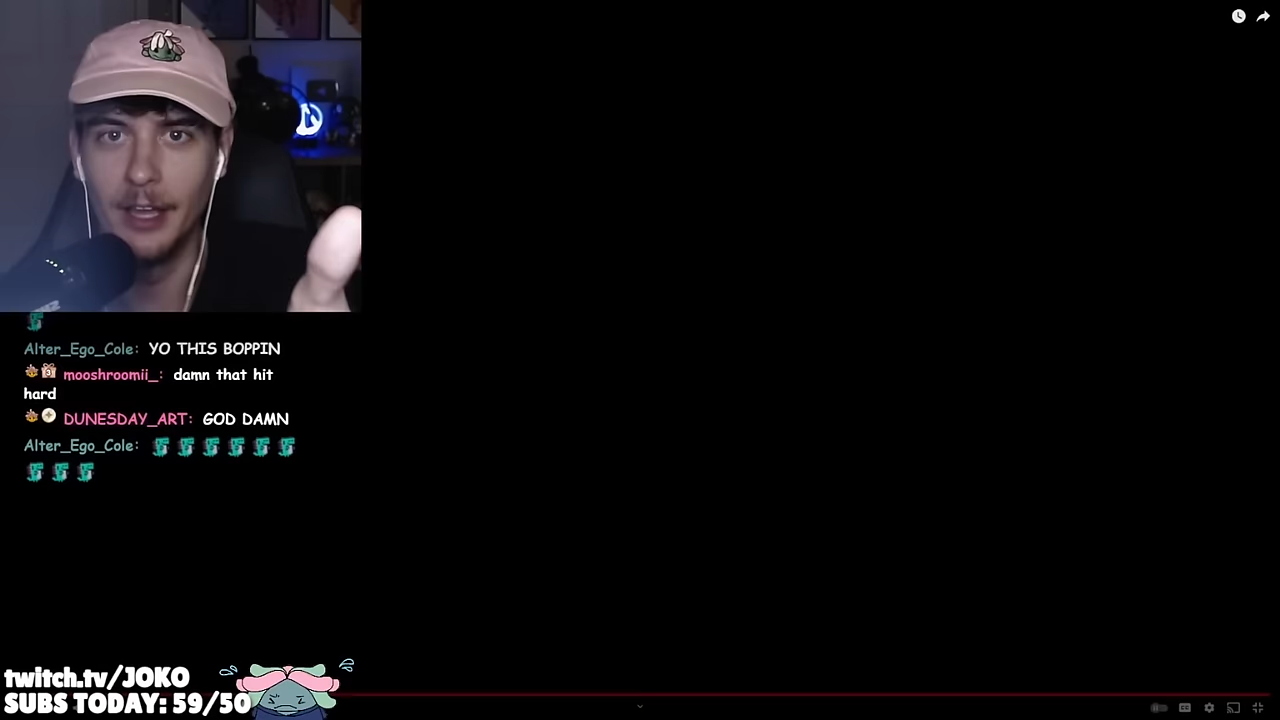 Alter_Ego_Cole: YO THIS BOPPIN
mooshroomii_: damn that hit
hard
DUNESDAY_ART: GOD DAMN
Alter_Ego_Cole:
twitch.tv/JOKO
SUBS TODAY: 59/50